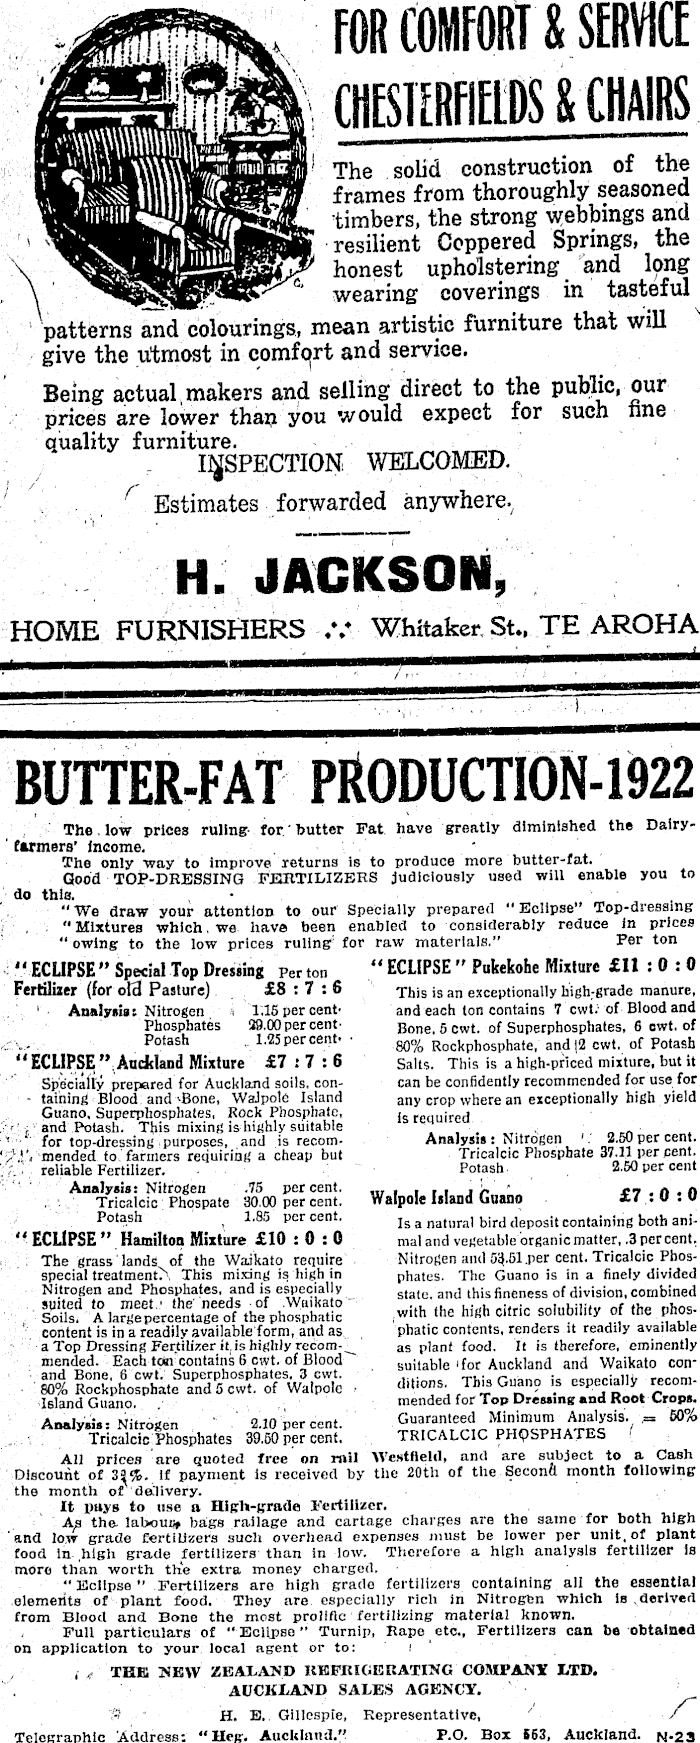 FOR COMFORT & SERVICE
CHESTERFIELDS & CHAIRS
The solid construction of the
frames from thoroughly seasoned
timbers, the strong webbings and
resilient Coppered Springs, the
honest upholstering and long
wearing coverings in tasteful
patterns and colourings, mean artistic furniture that will
give the utmost in comfort and service.
Being actual makers and selling direct to the public, our
prices are lower than you would expect for such fine
quality furniture.
INSPECTION WELCOMED.
Estimates forwarded anywhere.
H. JACKSON,
HOME FURNISHERS ∴ Whitaker St., TE AROHA
BUTTER-FAT PRODUCTION-1922
The low prices ruling for butter Fat have greatly diminished the Dairy-
farmers' income.
The only way to improve returns is to produce more butter-fat.
Good TOP-DRESSING FERTILIZERS judiciously used will enable you to
do this.
"We draw your attention to our Specially prepared "Eclipse" Top-dressing
"Mixtures which we have been enabled to considerably reduce in prices
"owing to the low prices ruling for raw materials." Per ton
"ECLIPSE" Special Top Dressing Per ton
Fertilizer (for old Pasture) £8 : 7 : 6
Analysis: Nitrogen 1.15 per cent.
Phosphates 29.00 per cent.
Potash 1.25 per cent.
"ECLIPSE" Auckland Mixture £7 : 7 : 6
Specially prepared for Auckland soils, con-
taining Blood and Bone, Walpole Island
Guano, Superphosphates, Rock Phosphate,
and Potash. This mixing is highly suitable
for top-dressing purposes, and is recom-
mended to farmers requiring a cheap but
reliable Fertilizer.
Analysis: Nitrogen .75 per cent.
Tricalcic Phospate 30.00 per cent.
Potash 1.85 per cent.
"ECLIPSE" Hamilton Mixture £10 : 0 : 0
The grass lands of the Waikato require
special treatment. This mixing is high in
Nitrogen and Phosphates, and is especially
suited to meet the needs of Waikato
Soils. A large percentage of the phosphatic
content is in a readily available form, and as
a Top Dressing Fertilizer it is highly recom-
mended. Each ton contains 6 cwt. of Blood
and Bone, 6 cwt. Superphosphates, 3 cwt.
80% Rockphosphate and 5 cwt. of Walpole
Island Guano.
Analysis: Nitrogen 2.10 per cent.
Tricalcic Phosphates 39.50 per cent.
"ECLIPSE" Pukekohe Mixture £11 : 0 : 0
This is an exceptionally high-grade manure,
and each ton contains 7 cwt. of Blood and
Bone, 5 cwt. of Superphosphates, 6 cwt. of
80% Rockphosphate, and 2 cwt. of Potash
Salts. This is a high-priced mixture, but it
can be confidently recommended for use for
any crop where an exceptionally high yield
is required
Analysis: Nitrogen 2.50 per cent.
Tricalcic Phosphate 37.11 per cent.
Potash 2.50 per cent
Walpole Island Guano £7 : 0 : 0
Is a natural bird deposit containing both ani-
mal and vegetable organic matter, .3 per cent.
Nitrogen and 53.51 per cent. Tricalcic Phos-
phates. The Guano is in a finely divided
state, and this fineness of division, combined
with the high citric solubility of the phos-
phatic contents, renders it readily available
as plant food. It is therefore, eminently
suitable for Auckland and Waikato con-
ditions. This Guano is especially recom-
mended for Top Dressing and Root Crops.
Guaranteed Minimum Analysis. = 50%
TRICALCIC PHOSPHATES
All prices are quoted free on rail Westfield, and are subject to a Cash
Discount of %. if payment is received by the 20th of the Second month following
the month of delivery.
It pays to use a High-grade Fertilizer.
As the labour, bags railage and cartage charges are the same for both high
and low grade fertilizers such overhead expenses must be lower per unit of plant
food in high grade fertilizers than in low. Therefore a high analysis fertilizer is
more than worth the extra money charged.
"Eclipse" Fertilizers are high grade fertilizers containing all the essential
elements of plant food. They are especially rich in Nitrogen which is derived
from Blood and Bone the most prolific fertilizing material known.
Full particulars of "Eclipse" Turnip, Rape etc., Fertilizers can be obtained
on application to your local agent or to:
THE NEW ZEALAND REFRIGERATING COMPANY LTD.
AUCKLAND SALES AGENCY.
H. E. Gillespie, Representative,
Telegraphic Address: "Heg. Auckland." P.O. Box 553, Auckland. N-23